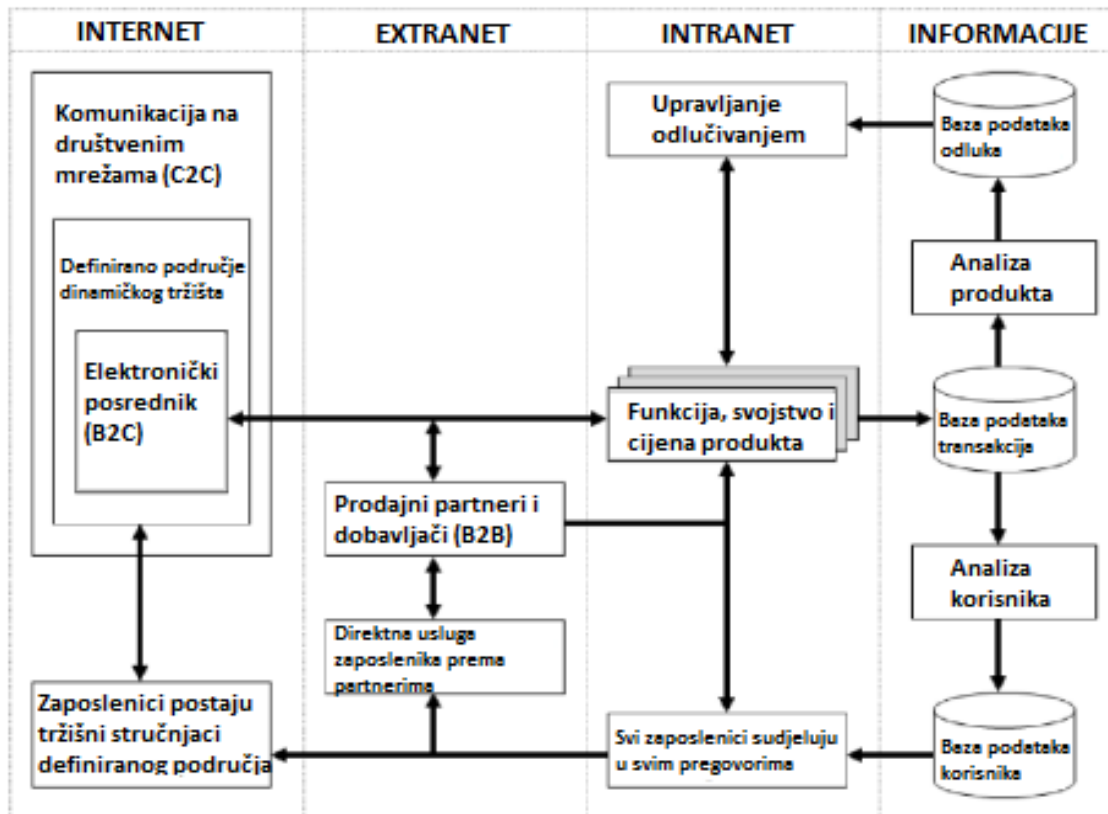 INTERNET
EXTRANET
INTRANET
INFORMACIJE
Komunikacija na
društvenim
mrežama (C2C)
Definirano područje
dinamičkog tržišta
Elektronički
posrednik
(B2C)
Zaposlenici postaju
tržišni stručnjaci
definiranog područja
Prodajni partneri i
dobavljači (B2B)
Direktna usluga
zaposlenika prema
partnerima
Upravljanje
odlučivanjem
Funkcija, svojstvo i
cijena produkta
Svi zaposlenici sudjeluju
u svim pregovorima
Baza podataka
odluka
Analiza
produkta
Baza podataka
transakcija
Analiza
korisnika
Baza podataka
korisnika